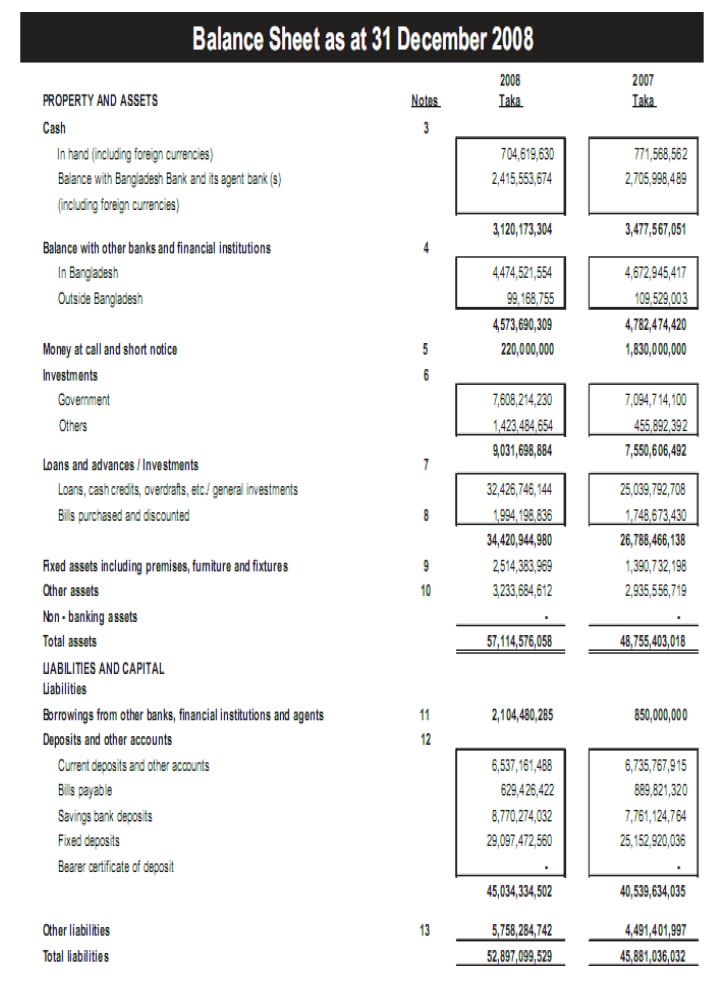 Balance Sheet as at 31 December 2008
2008 2007
PROPERTY AND ASSETS Notes Taka Taka
Cash 3
In hand (including foreign currencies) 704,619,630 771,568,562
Balance with Bangladesh Bank and its agent bank (s) 2,415,553,674 2,705,998,489
(including foreign currencies)
3,120,173,304 3,477,567,051
Balance with other banks and financial institutions 4
In Bangladesh 4,474,521,554 4,672,945,417
Outside Bangladesh 99,168,755 109,529,003
4,573,690,309 4,782,474,420
Money at call and short notice 5 220,000,000 1,830,000,000
Investments 6
Government 7,608,214,230 7,094,714,100
Others 1,423,484,654 455,892,392
9,031,698,884 7,550,606,492
Loans and advances / Investments 7
Loans, cash credits, overdrafts, etc./ general investments 32,426,746,144 25,039,792,708
Bills purchased and discounted 8 1,994,198,836 1,748,673,430
34,420,944,980 26,788,466,138
Fixed assets including premises, furniture and fixtures 9 2,514,383,969 1,390,732,198
Other assets 10 3,233,684,612 2,935,556,719
Non - banking assets - -
Total assets 57,114,576,058 48,755,403,018
LIABILITIES AND CAPITAL
Liabilities
Borrowings from other banks, financial institutions and agents 11 2,104,480,285 850,000,000
Deposits and other accounts 12
Current deposits and other accounts 6,537,161,488 6,735,767,915
Bills payable 629,426,422 889,821,320
Savings bank deposits 8,770,274,032 7,761,124,764
Fixed deposits 29,097,472,560 25,152,920,036
Bearer certificate of deposit - -
45,034,334,502 40,539,634,035
Other liabilities 13 5,758,284,742 4,491,401,997
Total liabilities 52,897,099,529 45,881,036,032